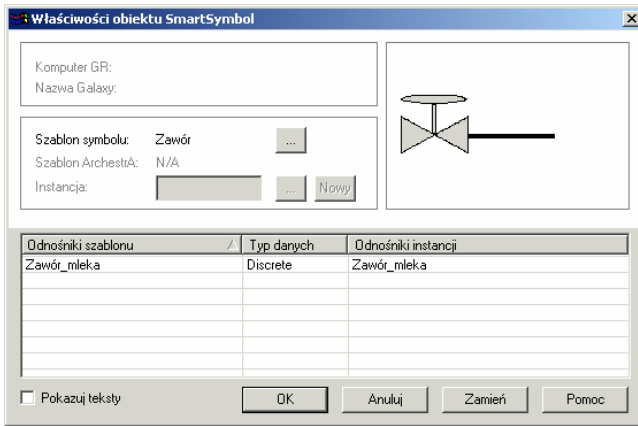 Właściwości obiektu SmartSymbol
Komputer GR:
Nazwa Galaxy:
Szablon symbolu: Zawór ...
Szablon ArchestrA: N/A
Instancja: ... Nowy
Odnośniki szablonu Typ danych Odnośniki instancji
Zawór_mleka Discrete Zawór_mleka
Pokazuj teksty OK Anuluj Zamień Pomoc